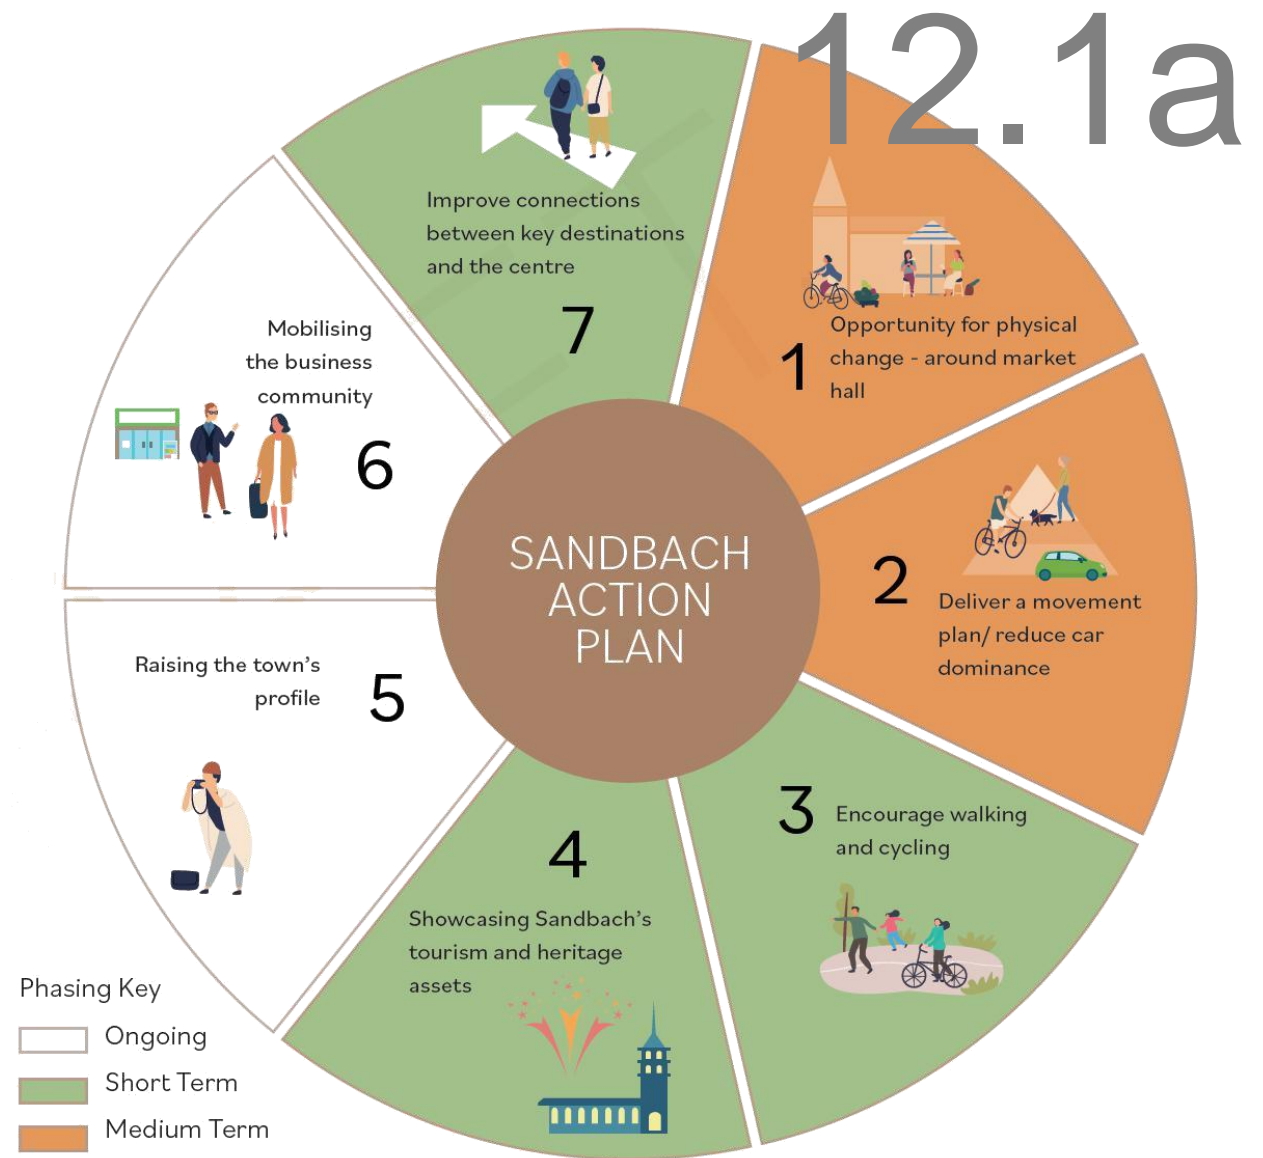 12.1a
Improve connections
between key destinations
and the centre
7
Opportunity for physical
change - around market
hall
1
Deliver a movement
plan/ reduce car
dominance
2
3
Encourage walking
and cycling
4
Showcasing Sandbach's
tourism and heritage
assets
Raising the town's
profile
5
Mobilising
the business
community
6
SANDBACH
ACTION
PLAN
Phasing Key
Ongoing
Short Term
Medium Term